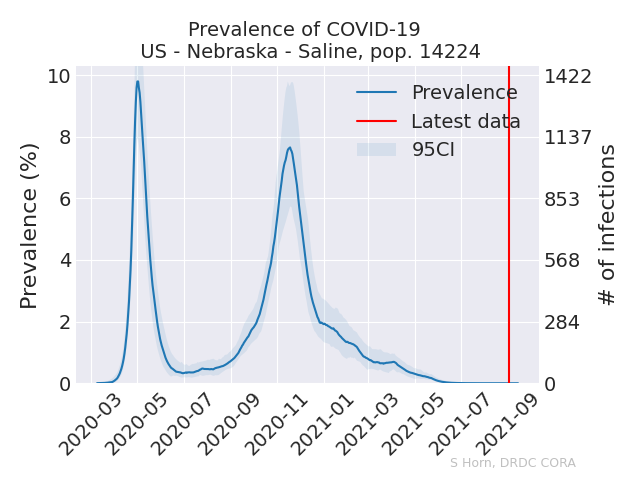 Prevalence of COVID-19
US - Nebraska - Saline, pop. 14224
Prevalence (%)
10
8
6
4
2
0
Prevalence
Latest data
95CI
1422
1137
853
568
284
0
# of infections
2020-03
2020-05
2020-07
2020-09
2020-11
2021-01
2021-03
2021-05
2021-07
2021-09
S Horn, DRDC CORA